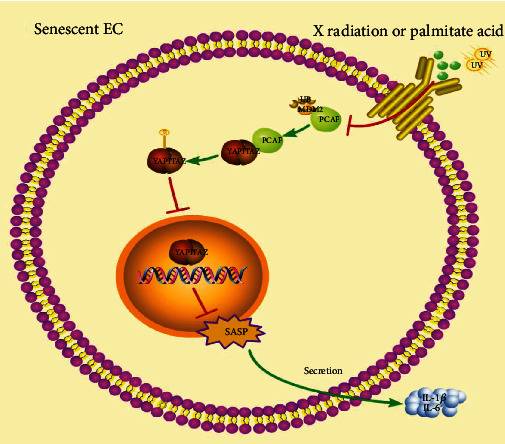 Senescent EC
X radiation or palmitate acid
UV
UV
UB
MDM2
PCAF
PCAF
YAP/TAZ
YAP/TAZ
YAP/TAZ
SASP
Secretion
IL-1β
IL-6